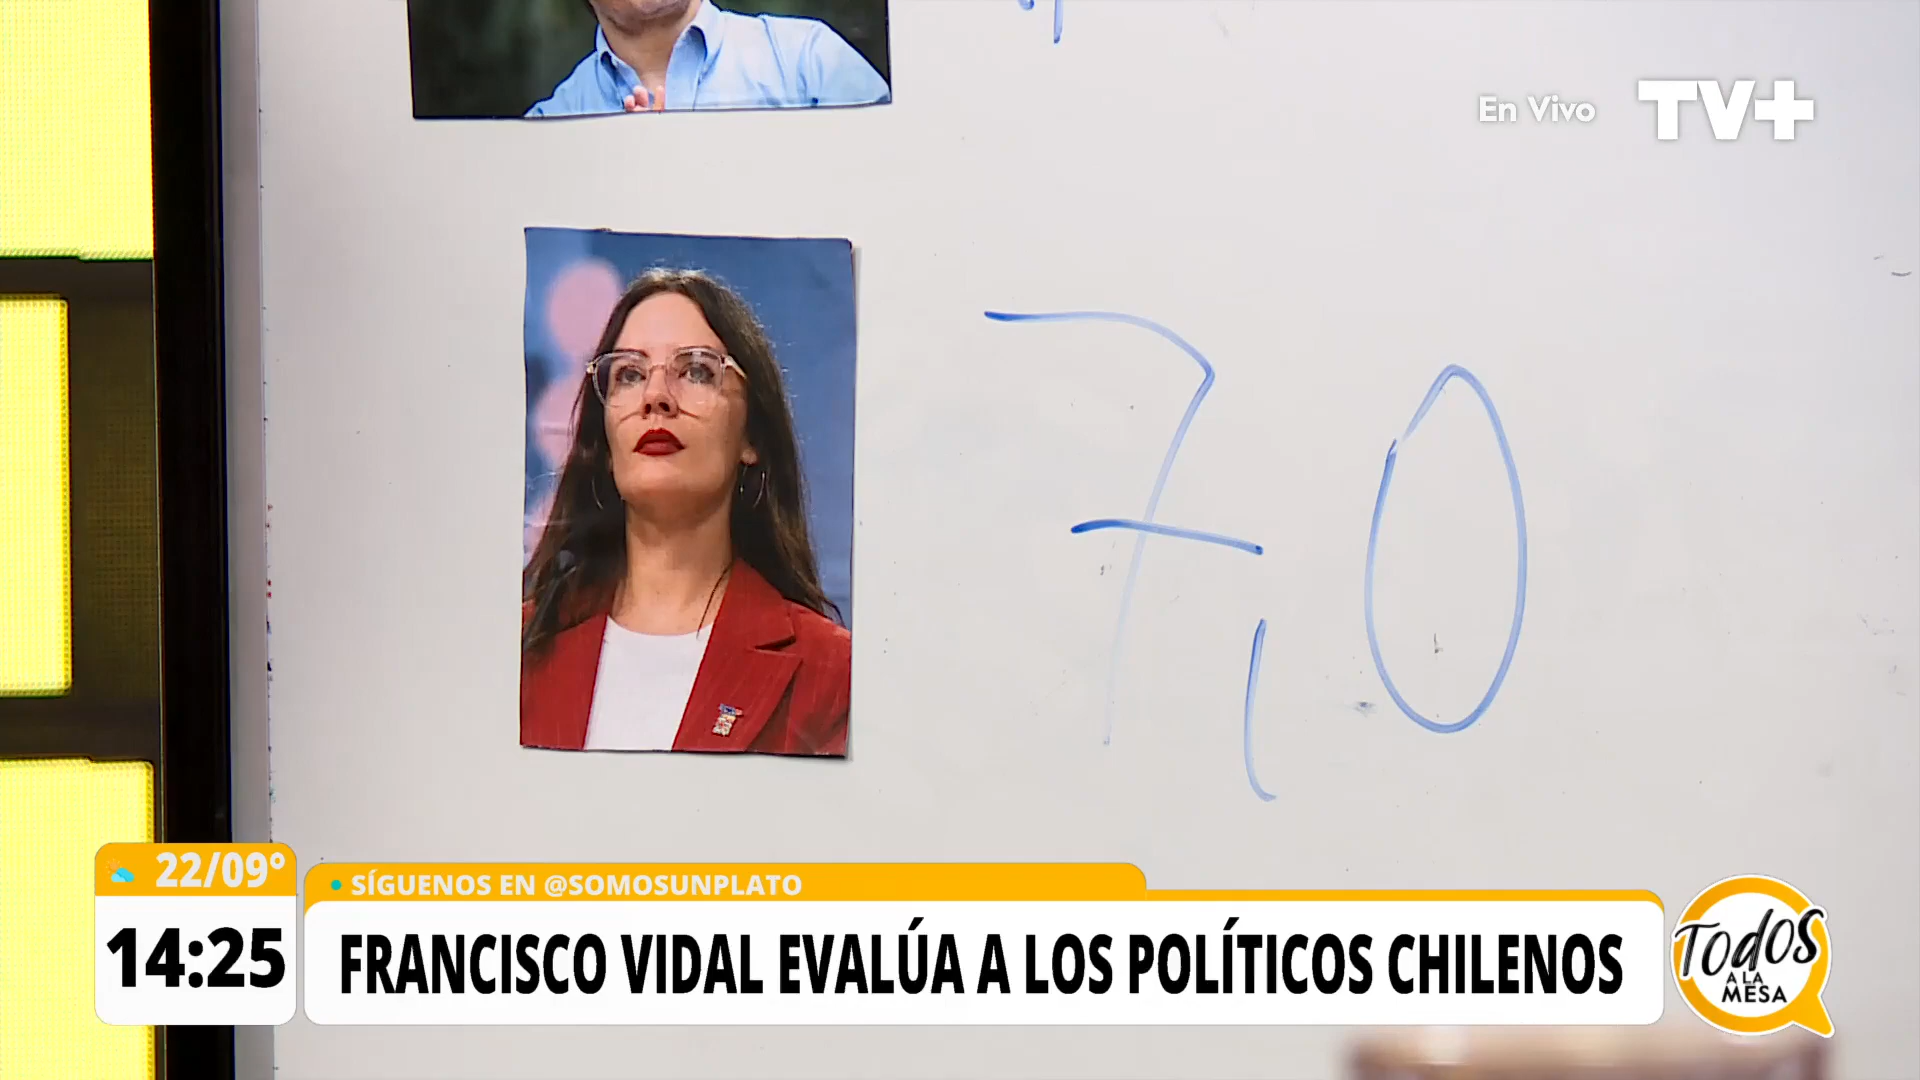 En Vivo TV+
7,0
22/09°
SÍGUENOS EN @SOMOSUNPLATO
14:25
FRANCISCO VIDAL EVALÚA A LOS POLÍTICOS CHILENOS
TODOS
A LA
MESA